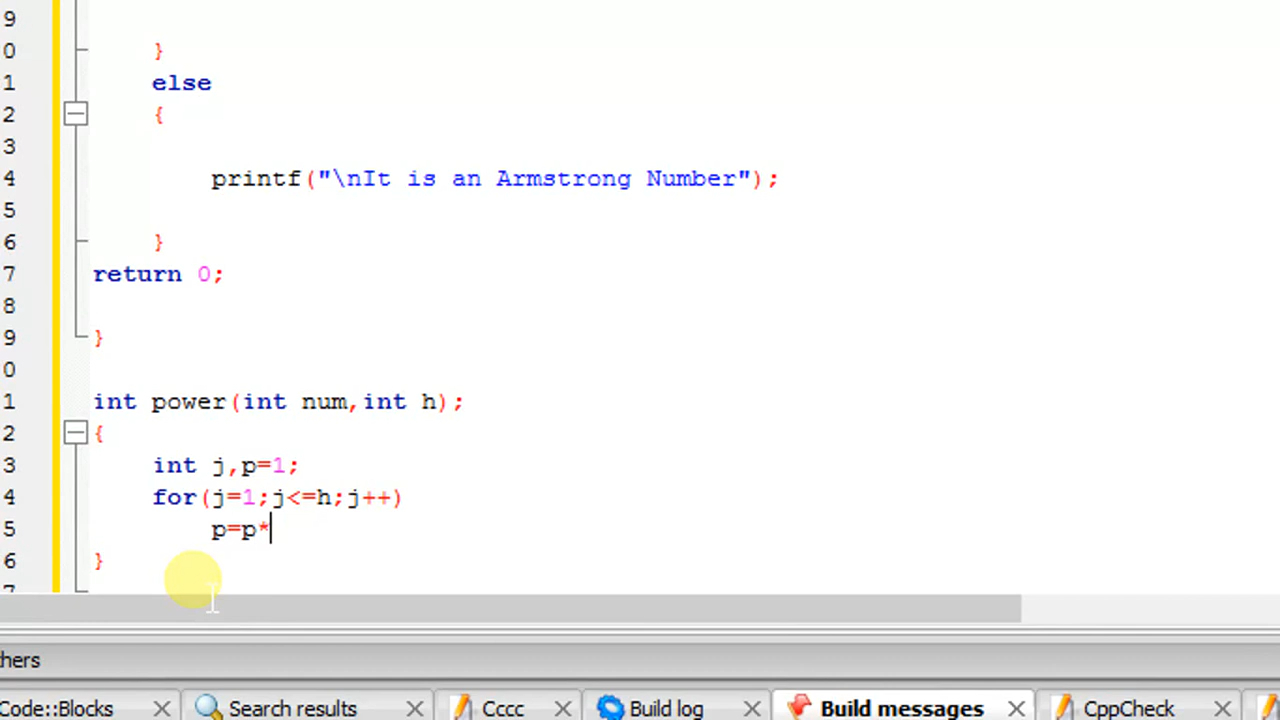 9
0 }
1 else
2 {
3
4 printf("\nIt is an Armstrong Number");
5
6 }
7 return 0;
8
9 }
0
1 int power(int num,int h);
2 {
3 int j,p=1;
4 for(j=1;j<=h;j++)
5 p=p*
6 }
7
hers
Code::Blocks Search results Cccc Build log Build messages CppCheck